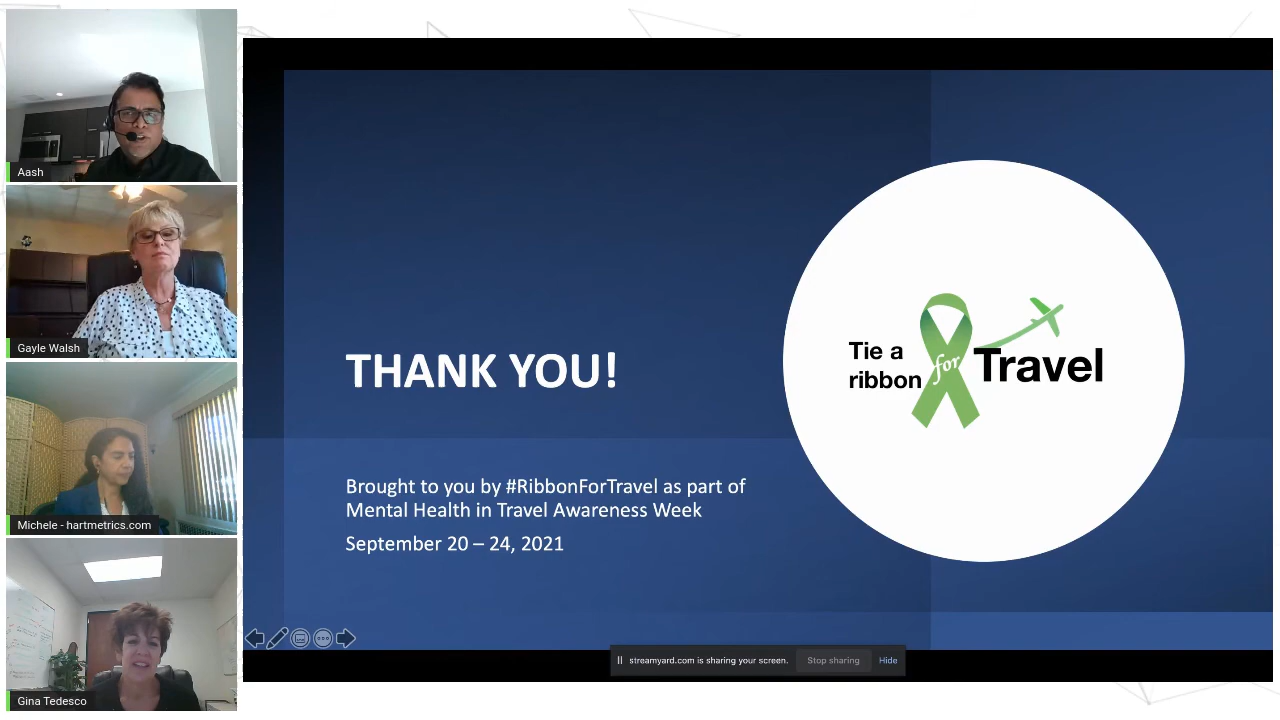 Aash
Gayle Walsh
Michele - hartmetrics.com
Gina Tedesco
THANK YOU!
Brought to you by #RibbonForTravel as part of
Mental Health in Travel Awareness Week
September 20 – 24, 2021
Tie a
ribbon
for
Travel
streamyard.com is sharing your screen.
Stop sharing
Hide